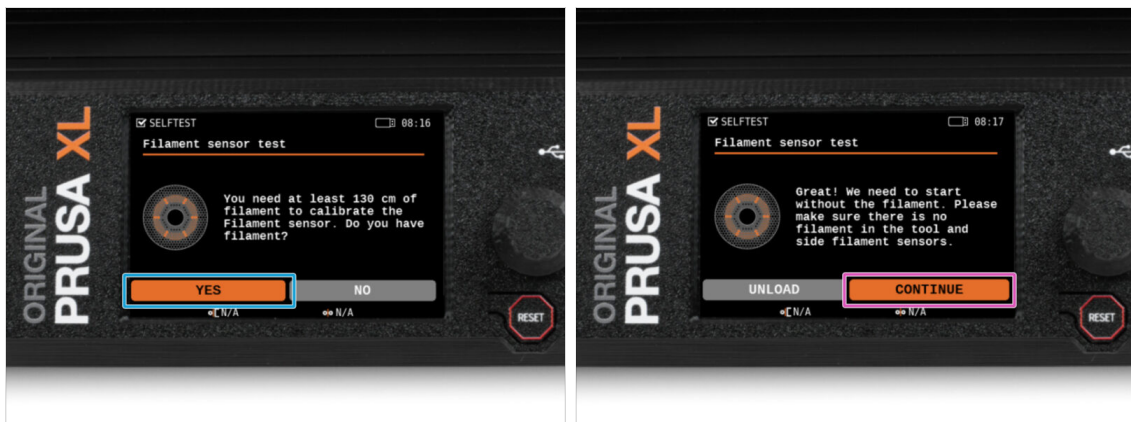 ORIGINAL
PRUSA XL
SELFTEST
08:16
Filament sensor test
You need at least 130 cm of
filament to calibrate the
Filament sensor. Do you have
filament?
YES
NO
N/A
N/A
RESET
ORIGINAL
PRUSA XL
SELFTEST
08:17
Filament sensor test
Great! We need to start
without the filament. Please
make sure there is no
filament in the tool and
side filament sensors.
UNLOAD
CONTINUE
N/A
N/A
RESET